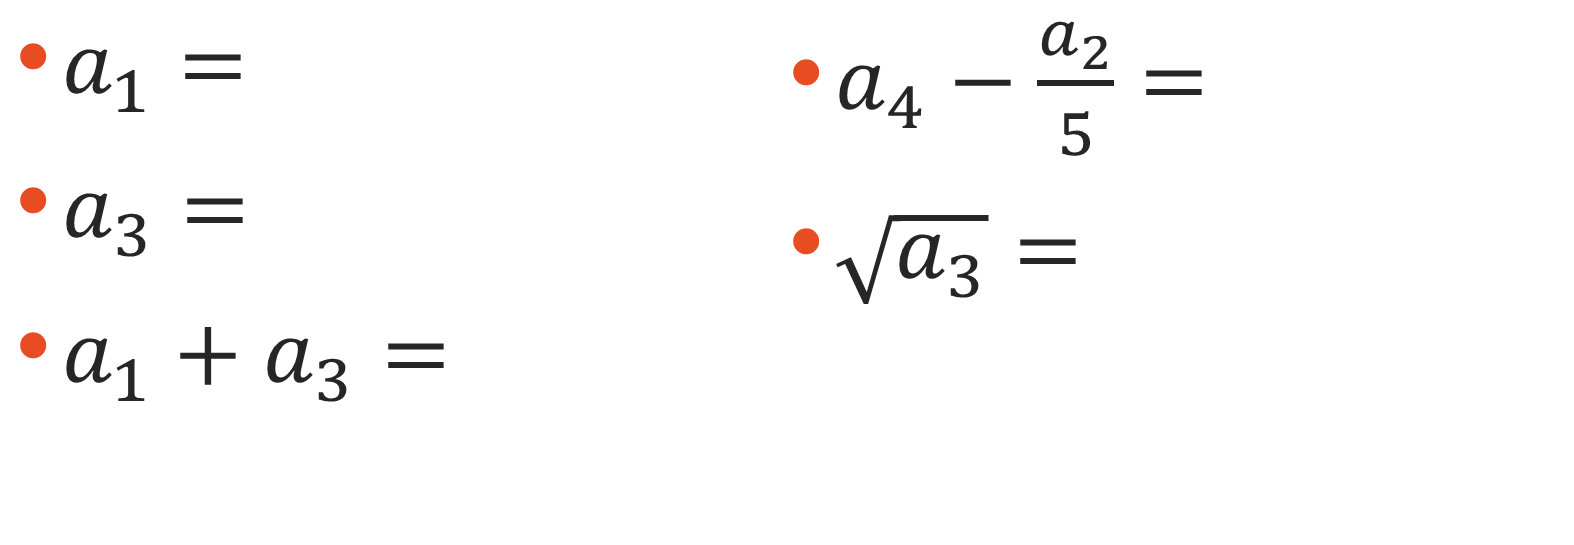 • a₁ =
• a₃ =
• a₁ + a₃ =
• a₄ − a₂/5 =
• √a₃ =